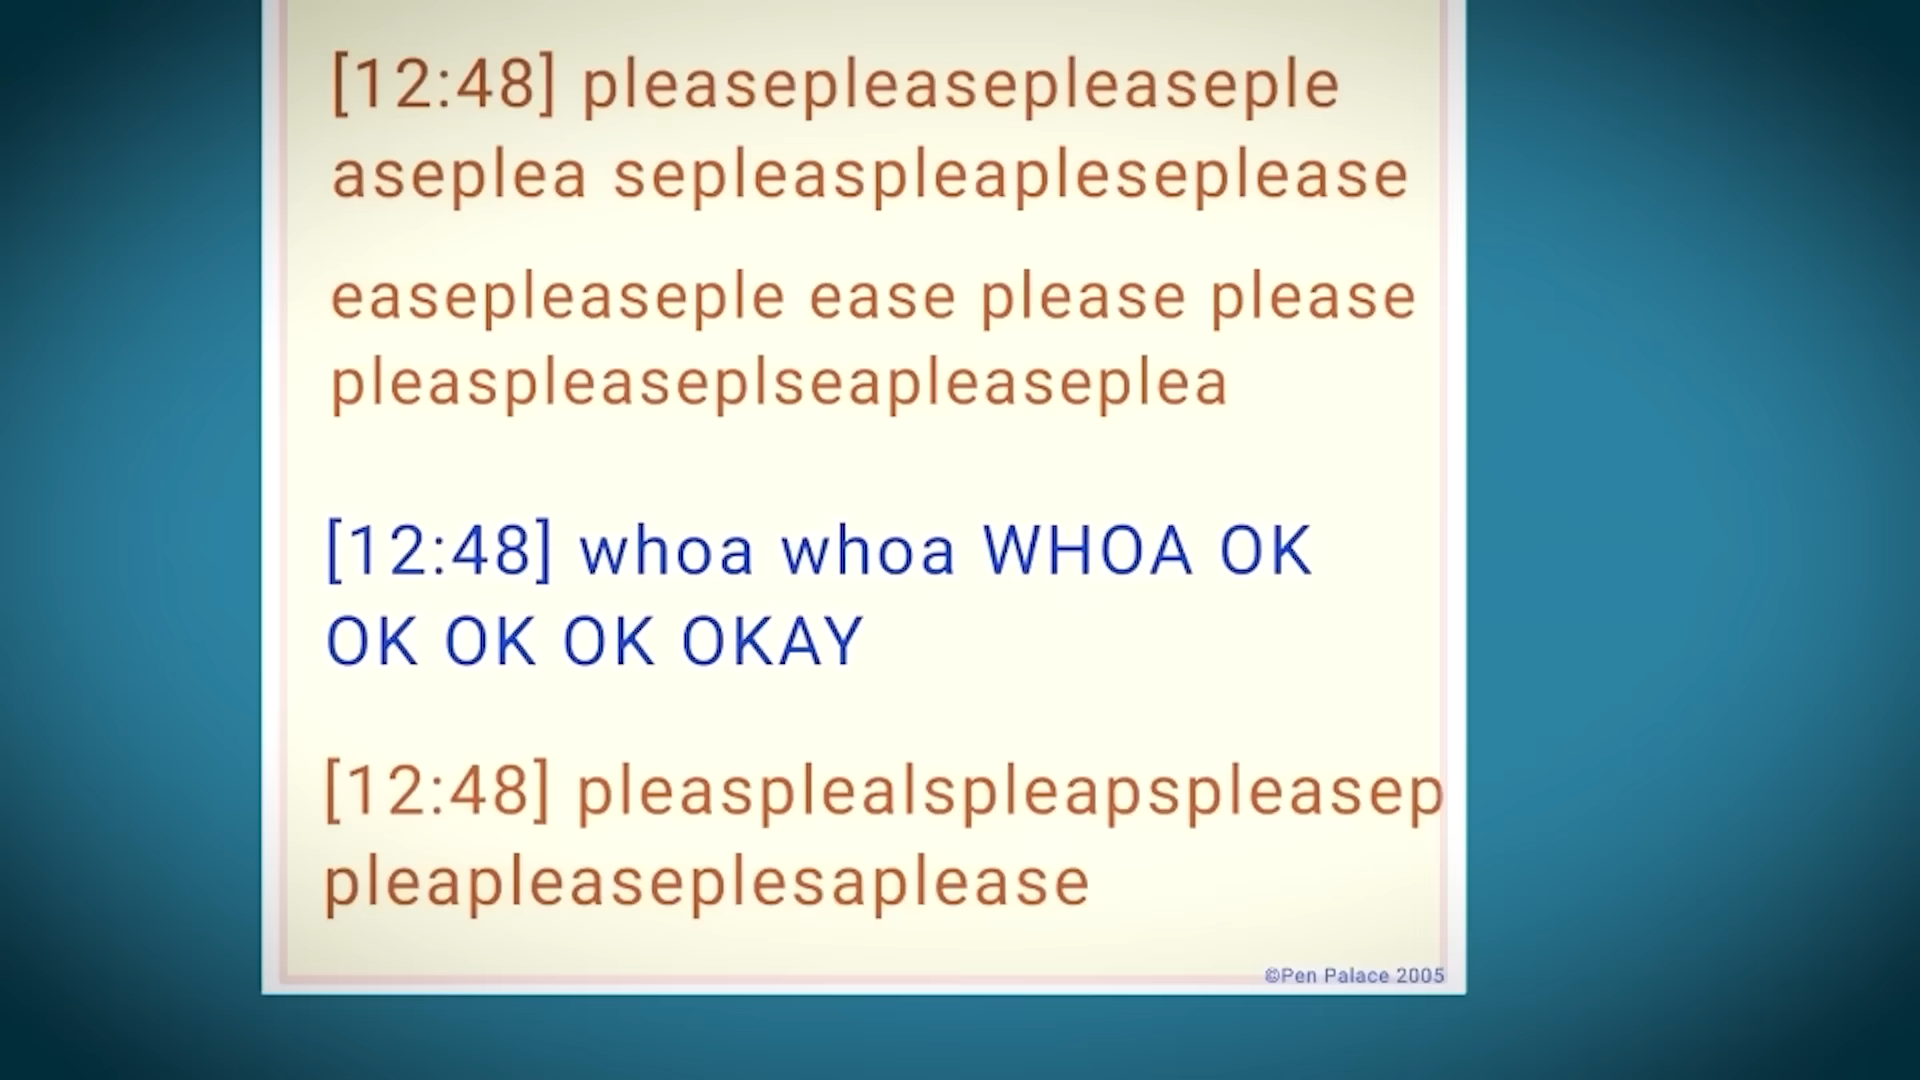 [12:48] pleasepleasepleaseple
aseplea sepleaspleapleseplease
easepleaseple ease please please
pleaspleaseplseapleaseplea
[12:48] whoa whoa WHOA OK
OK OK OK OKAY
[12:48] pleasplealspleapspleasep
pleapleaseplesaplease
©Pen Palace 2005